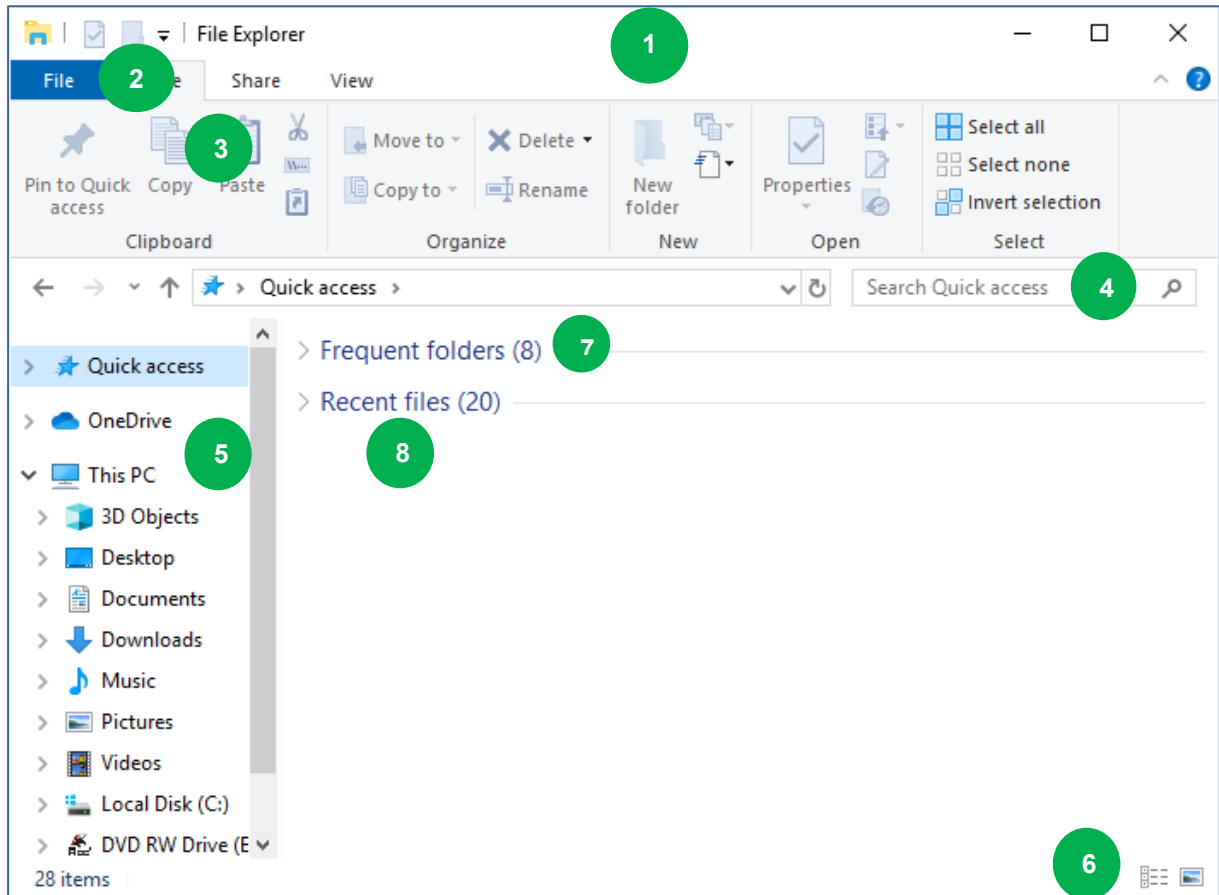 File Explorer
1
File
2
e
Share
View
3
Pin to Quick access
Copy
Paste
Move to
Copy to
Delete
Rename
New folder
Properties
Select all
Select none
Invert selection
Clipboard
Organize
New
Open
Select
Quick access
Search Quick access
4
Quick access
OneDrive
5
This PC
3D Objects
Desktop
Documents
Downloads
Music
Pictures
Videos
Local Disk (C:)
DVD RW Drive (E
Frequent folders (8)
7
Recent files (20)
8
28 items
6